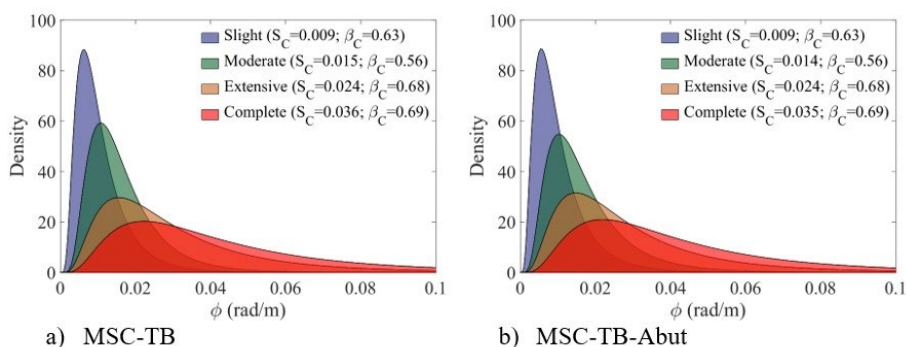 100
80
60
40
20
0
Density
Slight (S_C=0.009; β_C=0.63)
Moderate (S_C=0.015; β_C=0.56)
Extensive (S_C=0.024; β_C=0.68)
Complete (S_C=0.036; β_C=0.69)
0 0.02 0.04 0.06 0.08 0.1
ϕ (rad/m)
a) MSC-TB
100
80
60
40
20
0
Density
Slight (S_C=0.009; β_C=0.63)
Moderate (S_C=0.014; β_C=0.56)
Extensive (S_C=0.024; β_C=0.68)
Complete (S_C=0.035; β_C=0.69)
0 0.02 0.04 0.06 0.08 0.1
ϕ (rad/m)
b) MSC-TB-Abut